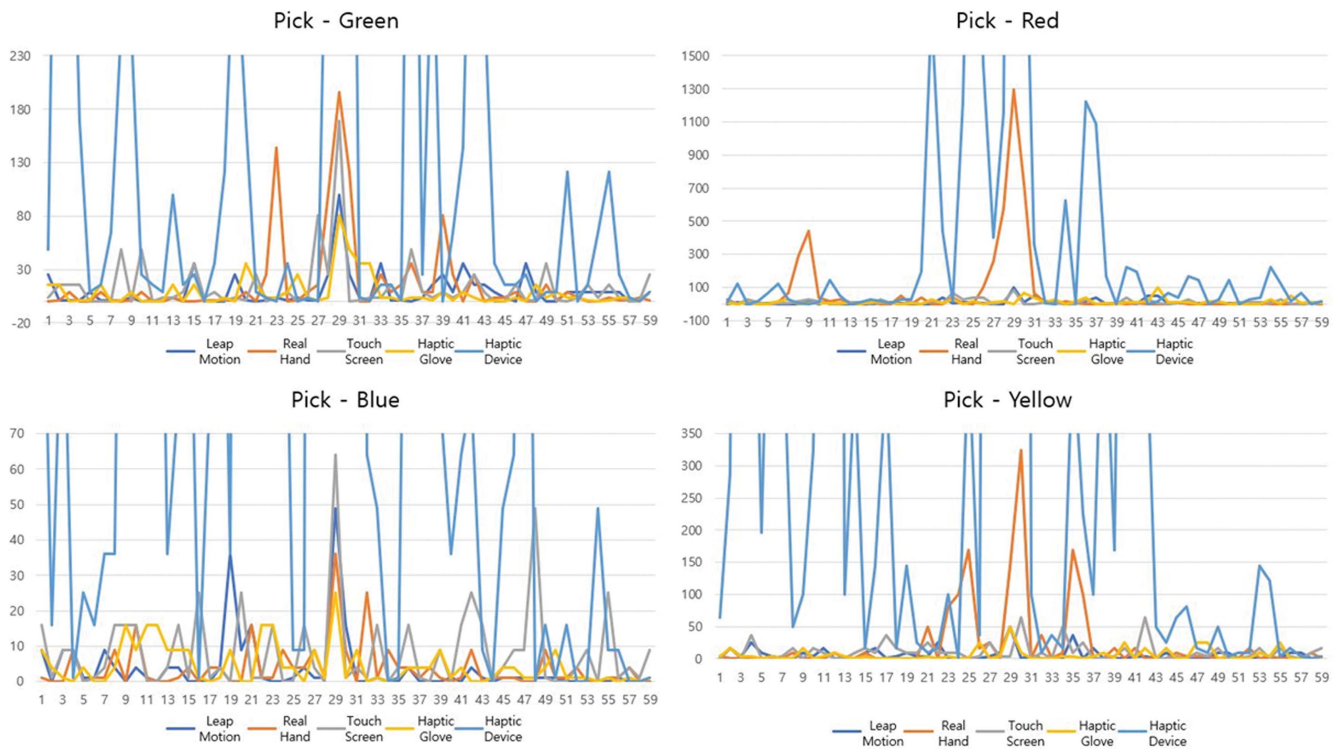 Pick - Green
230
180
130
80
30
-20
1 3 5 7 9 11 13 15 17 19 21 23 25 27 29 31 33 35 37 39 41 43 45 47 49 51 53 55 57 59
Leap Motion Real Hand Touch Screen Haptic Glove Haptic Device
Pick - Red
1500
1300
1100
900
700
500
300
100
-100
1 3 5 7 9 11 13 15 17 19 21 23 25 27 29 31 33 35 37 39 41 43 45 47 49 51 53 55 57 59
Leap Motion Real Hand Touch Screen Haptic Glove Haptic Device
Pick - Blue
70
60
50
40
30
20
10
0
1 3 5 7 9 11 13 15 17 19 21 23 25 27 29 31 33 35 37 39 41 43 45 47 49 51 53 55 57 59
Leap Motion Real Hand Touch Screen Haptic Glove Haptic Device
Pick - Yellow
350
300
250
200
150
100
50
0
1 3 5 7 9 11 13 15 17 19 21 23 25 27 29 31 33 35 37 39 41 43 45 47 49 51 53 55 57 59
Leap Motion Real Hand Touch Screen Haptic Glove Haptic Device